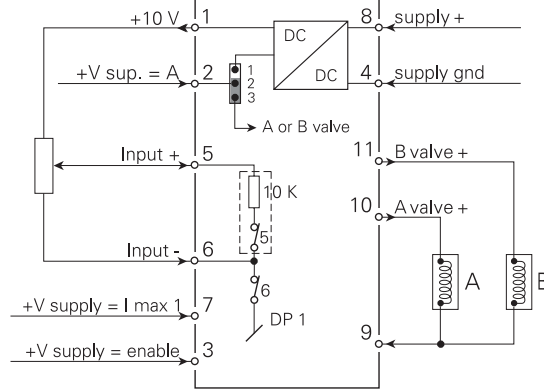 +10 V
1
+V sup. = A
2
Input +
5
Input -
6
+V supply = I max 1
7
+V supply = enable
3
DC
DC
1
2
3
A or B valve
10 K
5
6
DP 1
8
supply +
4
supply gnd
11
B valve +
10
A valve +
9
A
B